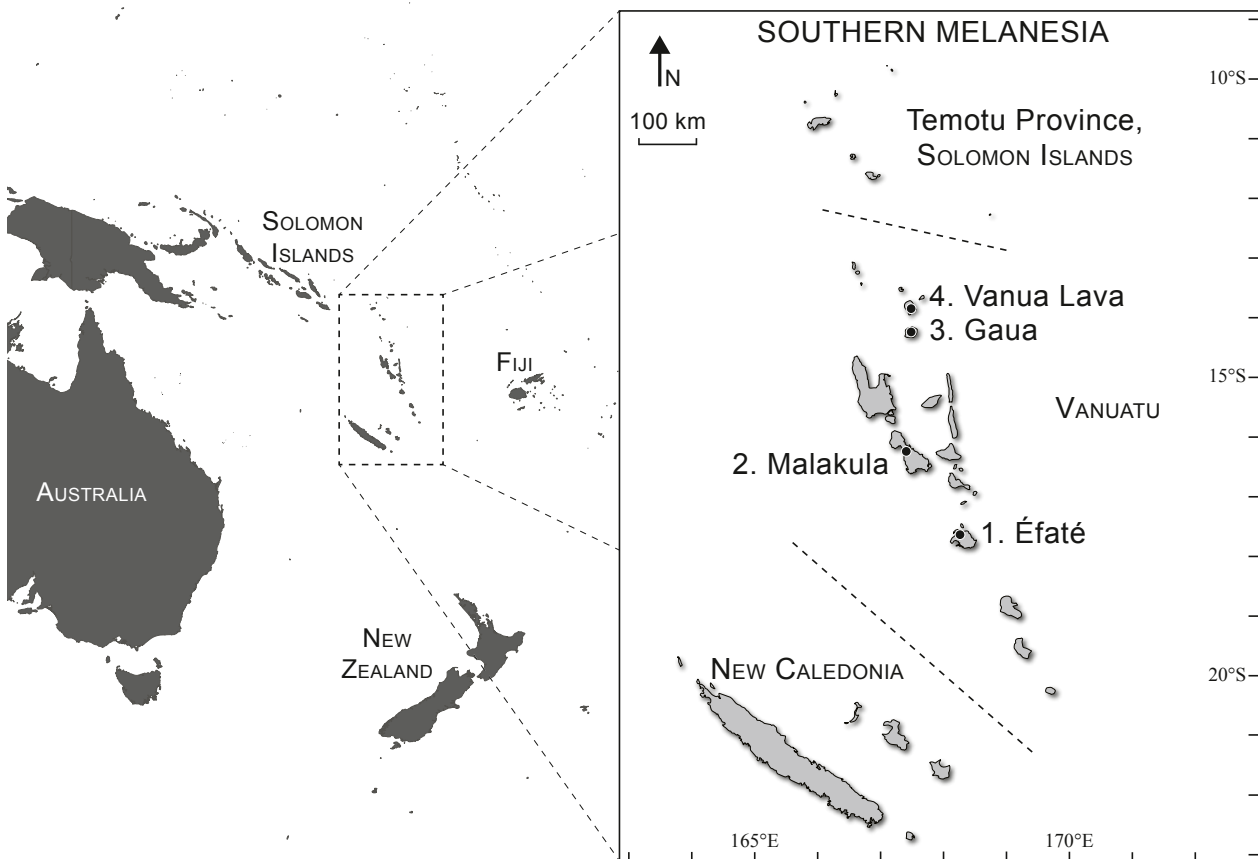 SOLOMON
ISLANDS
FIJI
AUSTRALIA
NEW
ZEALAND
SOUTHERN MELANESIA
N
100 km
10°S
Temotu Province,
SOLOMON ISLANDS
4. Vanua Lava
3. Gaua
15°S
VANUATU
2. Malakula
1. Éfaté
NEW CALEDONIA
20°S
165°E
170°E